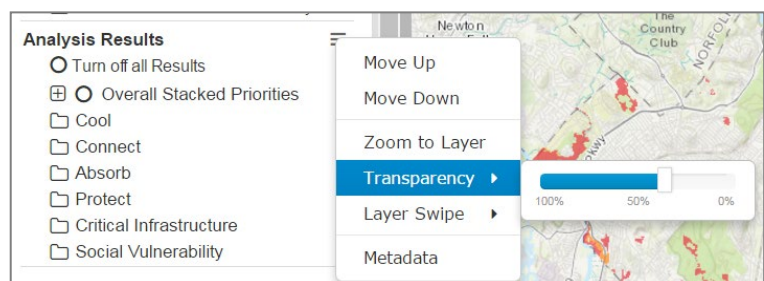 Analysis Results
Turn off all Results
Overall Stacked Priorities
Cool
Connect
Absorb
Protect
Critical Infrastructure
Social Vulnerability
Move Up
Move Down
Zoom to Layer
Transparency
Layer Swipe
Metadata
100% 50% 0%
Newton
The
Country
Club
NORFOL